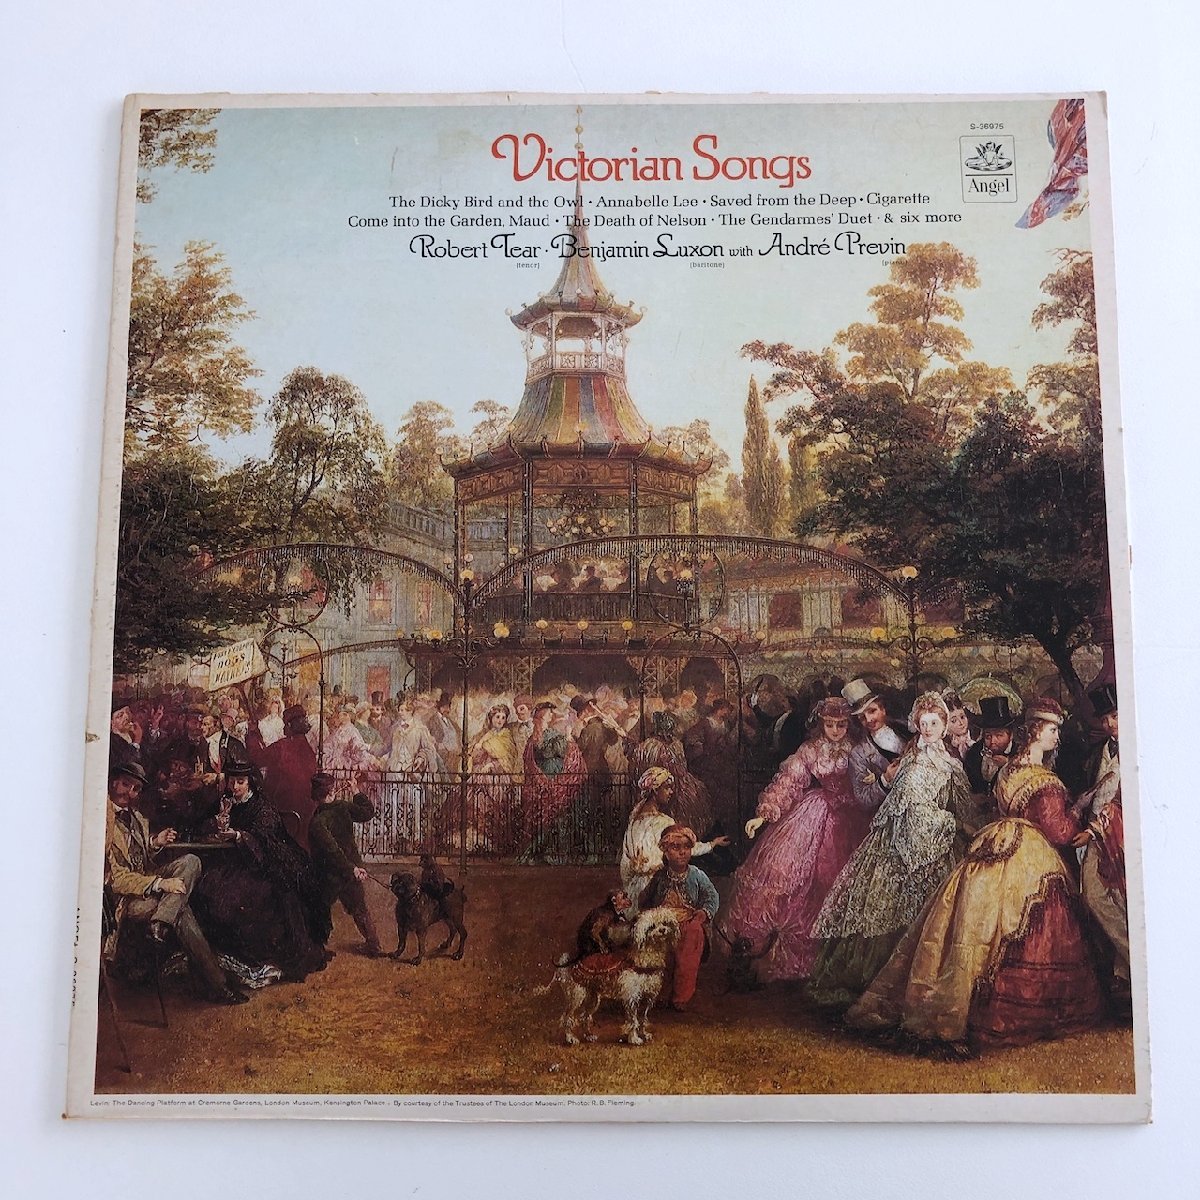 Victorian Songs
S-36975
Angel
The Dicky Bird and the Owl · Annabelle Lee · Saved from the Deep · Cigarette
Come into the Garden, Maud · The Death of Nelson · The Gendarmes' Duet · & six more
Robert Tear · Benjamin Luxon with André Previn
(tenor) (baritone)
Levin: The Dancing Platform at Cremorne Gardens, London Museum, Kensington Palace. By courtesy of the Trustees of The London Museum. Photo: R.B. Fleming.